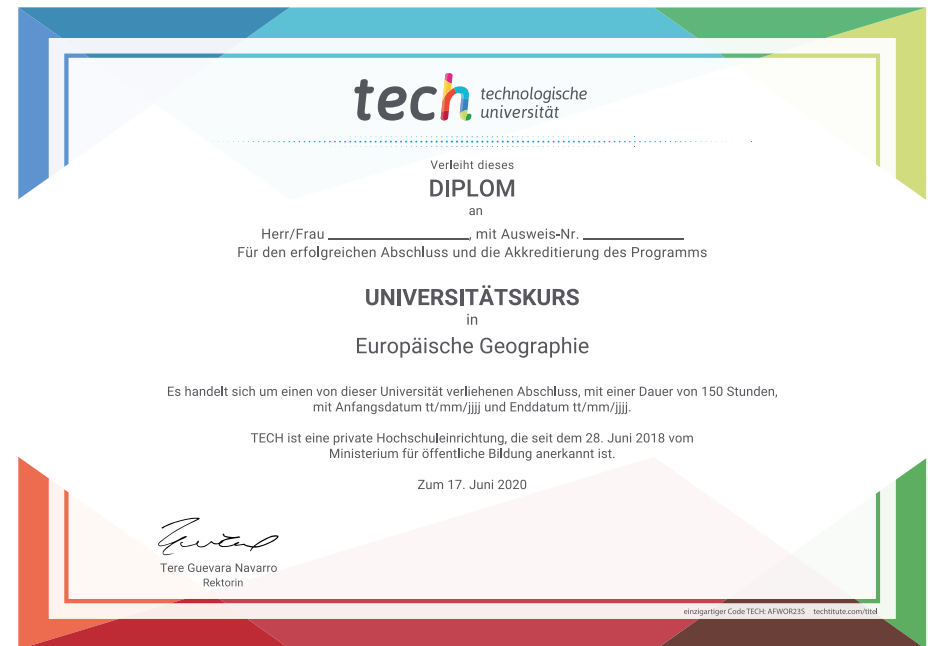 tech technologische
universität
Verleiht dieses
DIPLOM
an
Herr/Frau ____________________, mit Ausweis-Nr. ______________
Für den erfolgreichen Abschluss und die Akkreditierung des Programms
UNIVERSITÄTSKURS
in
Europäische Geographie
Es handelt sich um einen von dieser Universität verliehenen Abschluss, mit einer Dauer von 150 Stunden,
mit Anfangsdatum tt/mm/jjjj und Enddatum tt/mm/jjjj.
TECH ist eine private Hochschuleinrichtung, die seit dem 28. Juni 2018 vom
Ministerium für öffentliche Bildung anerkannt ist.
Zum 17. Juni 2020
Tere Guevara Navarro
Rektorin
einzigartiger Code TECH: AFWOR23S techtitute.com/titel